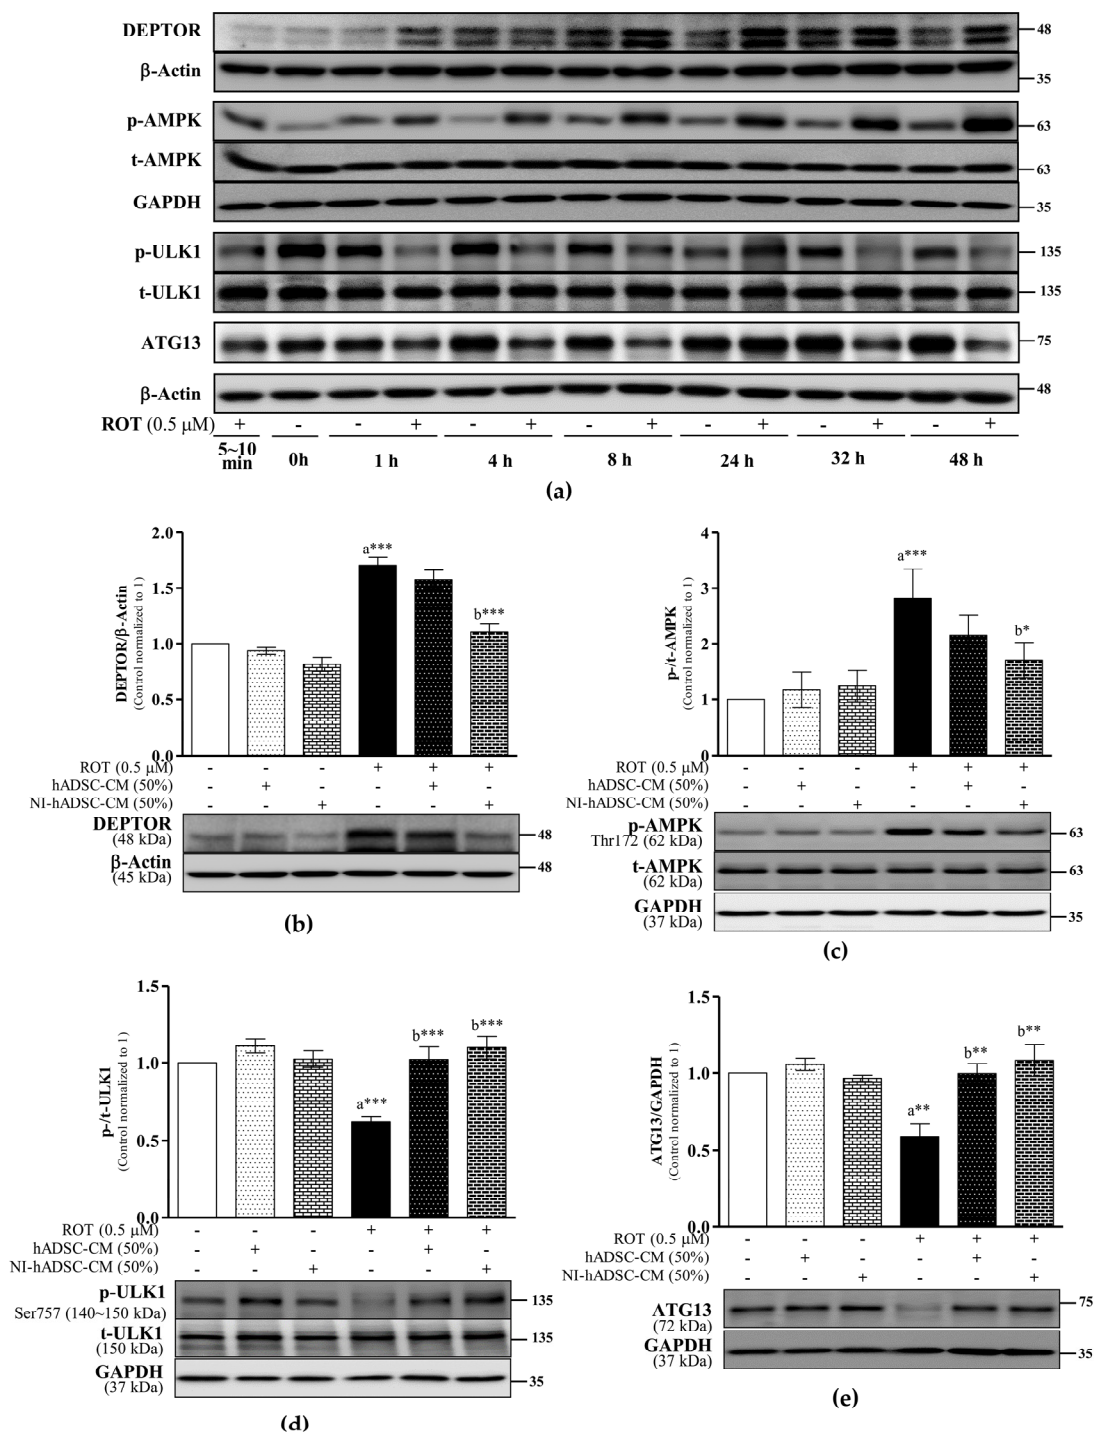 DEPTOR 48
β-Actin 35
p-AMPK 63
t-AMPK 63
GAPDH 35
p-ULK1 135
t-ULK1 135
ATG13 75
β-Actin 48
ROT (0.5 μM) + - - + - + - + - + - + - +
5~10 min 0h 1 h 4 h 8 h 24 h 32 h 48 h
(a)
DEPTOR/β-Actin
(Control normalized to 1)
2.0
1.5
1.0
0.5
0.0
a***
b***
ROT (0.5 μM) - - - + + +
hADSC-CM (50%) - + - - + -
NI-hADSC-CM (50%) - - + - - +
DEPTOR
(48 kDa)
48
β-Actin
(45 kDa)
48
(b)
p-/t-AMPK
(Control normalized to 1)
4
3
2
1
0
a***
b*
ROT (0.5 μM) - - - + + +
hADSC-CM (50%) - + - - + -
NI-hADSC-CM (50%) - - + - - +
p-AMPK
Thr172 (62 kDa)
63
t-AMPK
(62 kDa)
63
GAPDH
(37 kDa)
35
(c)
p-/t-ULK1
(Control normalized to 1)
1.5
1.0
0.5
0.0
a***
b***
b***
ROT (0.5 μM) - - - + + +
hADSC-CM (50%) - + - - + -
NI-hADSC-CM (50%) - - + - - +
p-ULK1
Ser757 (140~150 kDa)
135
t-ULK1
(150 kDa)
135
GAPDH
(37 kDa)
35
(d)
ATG13/GAPDH
(Control normalized to 1)
1.5
1.0
0.5
0.0
a**
b**
b**
ROT (0.5 μM) - - - + + +
hADSC-CM (50%) - + - - + -
NI-hADSC-CM (50%) - - + - - +
ATG13
(72 kDa)
75
GAPDH
(37 kDa)
35
(e)